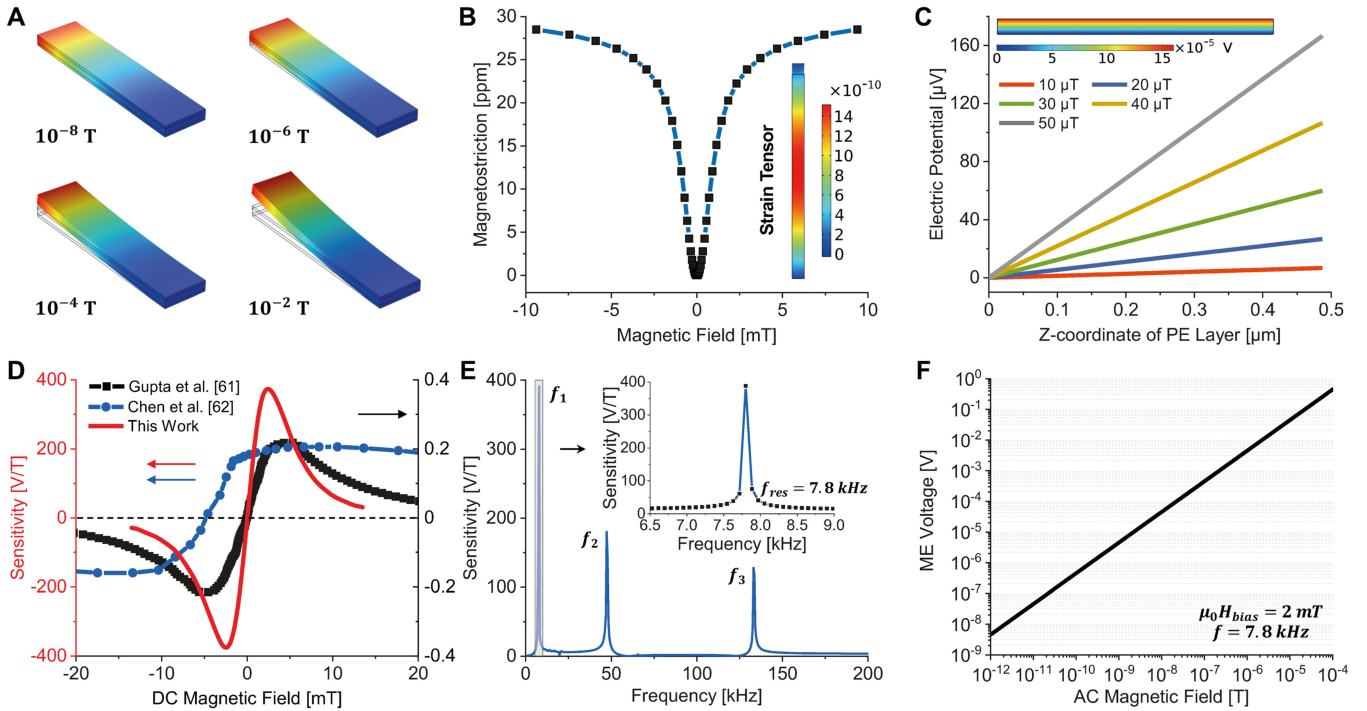 A
10⁻⁸ T
10⁻⁶ T
10⁻⁴ T
10⁻² T
B
Magnetostriction [ppm]
30
25
20
15
10
5
0
-10
-5
0
5
10
Magnetic Field [mT]
Strain Tensor
×10⁻¹⁰
14
12
10
8
6
4
2
0
C
Electric Potential [µV]
160
120
80
40
0
0
5
10
15
×10⁻⁵ V
10 µT
20 µT
30 µT
40 µT
50 µT
0
0.1
0.2
0.3
0.4
0.5
Z-coordinate of PE Layer [µm]
D
Sensitivity [V/T]
400
200
0
-200
-400
Gupta et al. [61]
Chen et al. [62]
This Work
0.4
0.2
0
-0.2
-0.4
-20
-10
0
10
20
DC Magnetic Field [mT]
E
Sensitivity [V/T]
400
300
200
100
0
f₁
f₂
f₃
0
50
100
150
200
Frequency [kHz]
Sensitivity [V/T]
400
300
200
100
0
f_res = 7.8 kHz
6.5
7.0
7.5
8.0
8.5
9.0
Frequency [kHz]
F
ME Voltage [V]
10⁰
10⁻¹
10⁻²
10⁻³
10⁻⁴
10⁻⁵
10⁻⁶
10⁻⁷
10⁻⁸
10⁻⁹
µ₀H_bias = 2 mT
f = 7.8 kHz
10⁻¹²
10⁻¹¹
10⁻¹⁰
10⁻⁹
10⁻⁸
10⁻⁷
10⁻⁶
10⁻⁵
10⁻⁴
AC Magnetic Field [T]